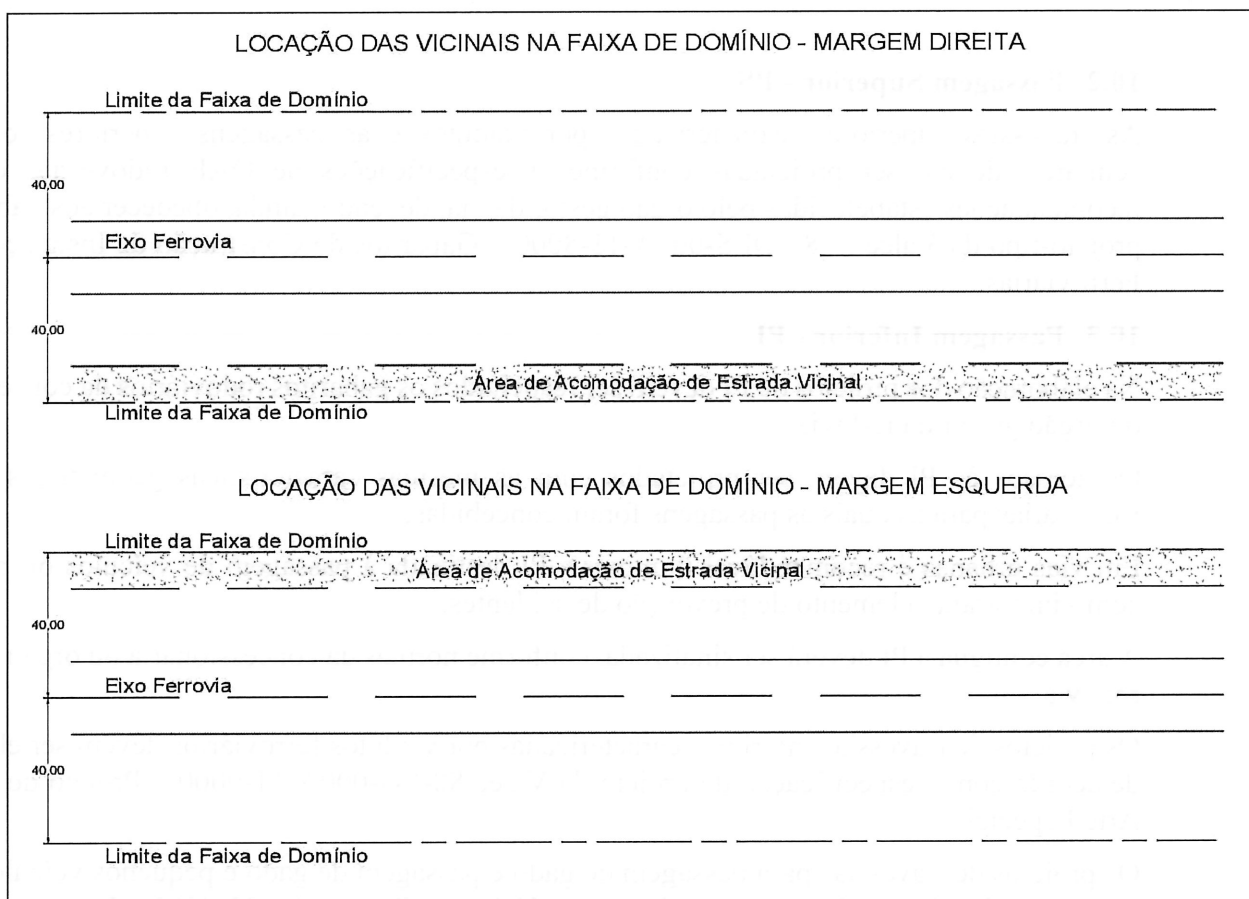 LOCAÇÃO DAS VICINAIS NA FAIXA DE DOMÍNIO - MARGEM DIREITA
Limite da Faixa de Domínio
40,00
Eixo Ferrovia
40,00
Área de Acomodação de Estrada Vicinal
Limite da Faixa de Domínio
LOCAÇÃO DAS VICINAIS NA FAIXA DE DOMÍNIO - MARGEM ESQUERDA
Limite da Faixa de Domínio
Área de Acomodação de Estrada Vicinal
40,00
Eixo Ferrovia
40,00
Limite da Faixa de Domínio